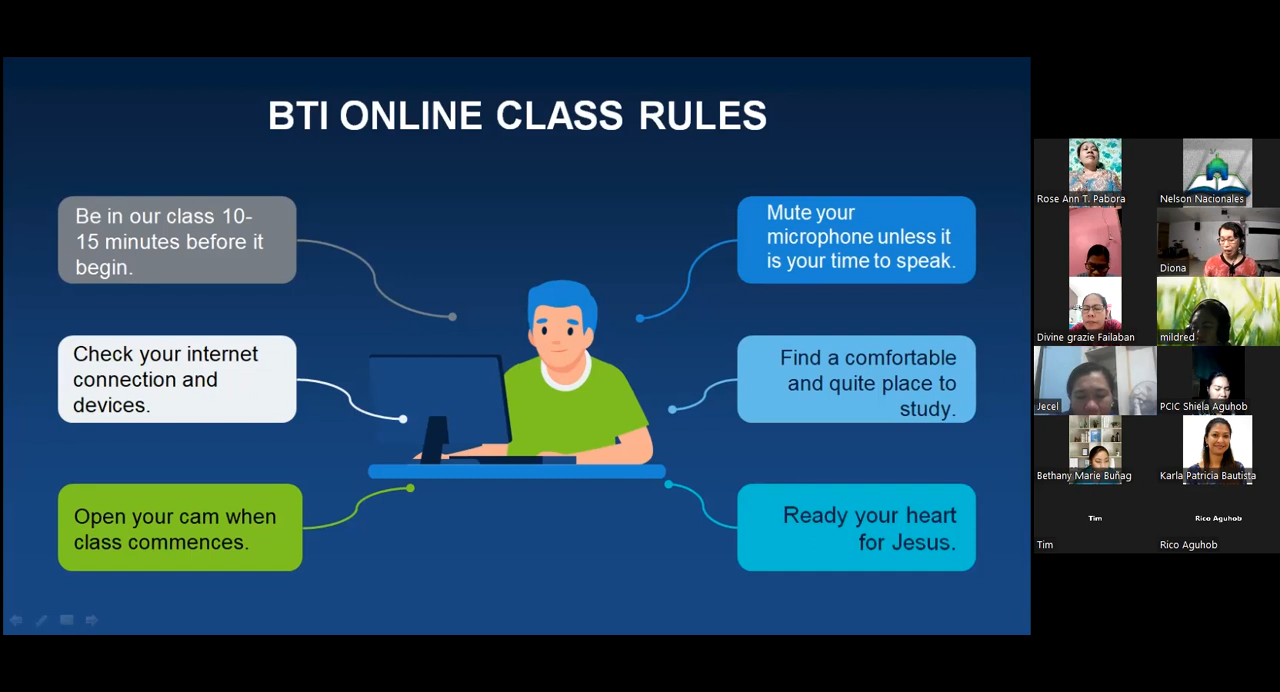 BTI ONLINE CLASS RULES
Be in our class 10-
15 minutes before it
begin.
Check your internet
connection and
devices.
Open your cam when
class commences.
Mute your
microphone unless it
is your time to speak.
Find a comfortable
and quite place to
study.
Ready your heart
for Jesus.
Rose Ann T. Pabora
Nelson Nacionales
Diona
Divine grazie Failaban
mildred
Jecel
PCIC Shiela Aguhob
Bethany Marie Buñag
Karla Patricia Bautista
Tim
Rico Aguhob
Tim
Rico Aguhob